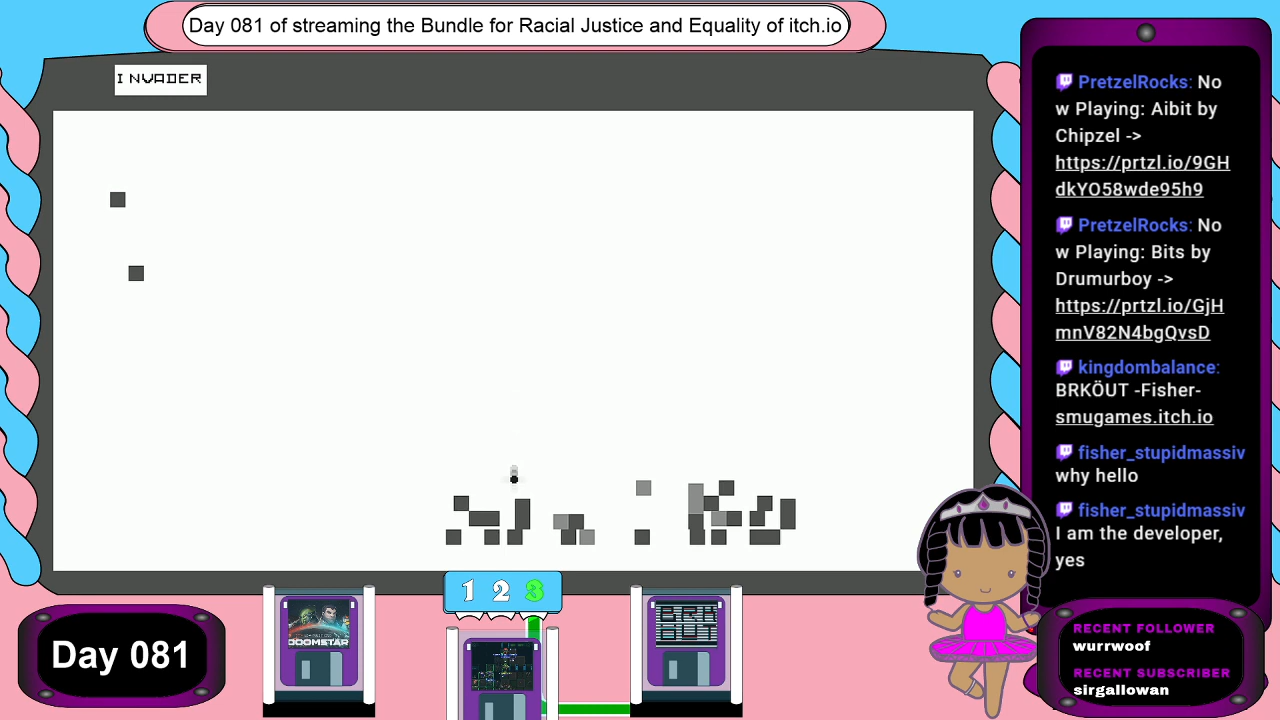 Day 081 of streaming the Bundle for Racial Justice and Equality of itch.io
INVADER
PretzelRocks: No
w Playing: Aibit by
Chipzel ->
https://prtzl.io/9GH
dkYO58wde95h9
PretzelRocks: No
w Playing: Bits by
Drumurboy ->
https://prtzl.io/GjH
mnV82N4bgQvsD
kingdombalance:
BRKÖUT -Fisher-
smugames.itch.io
fisher_stupidmassiv
why hello
fisher_stupidmassiv
I am the developer,
yes
1 2 3
DOOMSTAR
Day 081
RECENT FOLLOWER
wurrwoof
RECENT SUBSCRIBER
sirgallowan